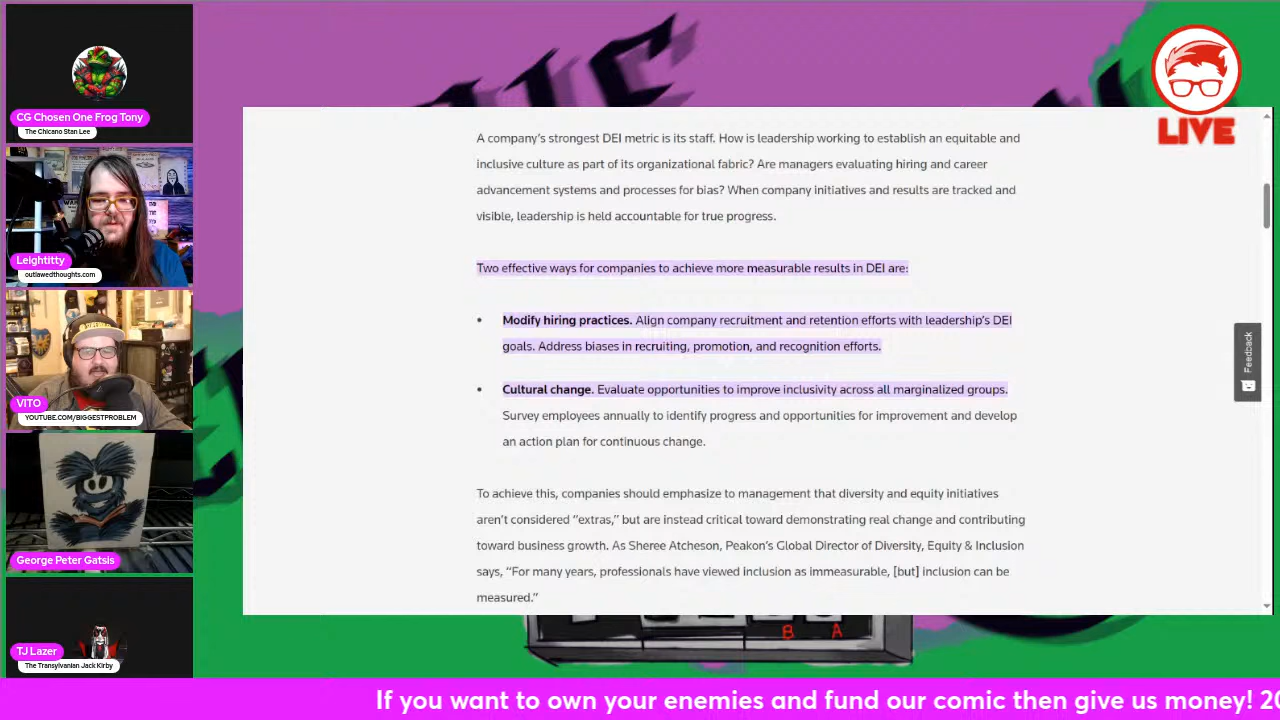 CG Chosen One Frog Tony
The Chicano Stan Lee
Leightitty
outlawedthoughts.com
VITO
YOUTUBE.COM/BIGGESTPROBLEM
George Peter Gatsis
TJ Lazer
The Transylvanian Jack Kirby
LIVE
A company's strongest DEI metric is its staff. How is leadership working to establish an equitable and
inclusive culture as part of its organizational fabric? Are managers evaluating hiring and career
advancement systems and processes for bias? When company initiatives and results are tracked and
visible, leadership is held accountable for true progress.
Two effective ways for companies to achieve more measurable results in DEI are:
• Modify hiring practices. Align company recruitment and retention efforts with leadership's DEI
goals. Address biases in recruiting, promotion, and recognition efforts.
• Cultural change. Evaluate opportunities to improve inclusivity across all marginalized groups.
Survey employees annually to identify progress and opportunities for improvement and develop
an action plan for continuous change.
To achieve this, companies should emphasize to management that diversity and equity initiatives
aren't considered “extras,” but are instead critical toward demonstrating real change and contributing
toward business growth. As Sheree Atcheson, Peakon's Global Director of Diversity, Equity & Inclusion
says, “For many years, professionals have viewed inclusion as immeasurable, [but] inclusion can be
measured.”
Feedback
B A
If you want to own your enemies and fund our comic then give us money! 20